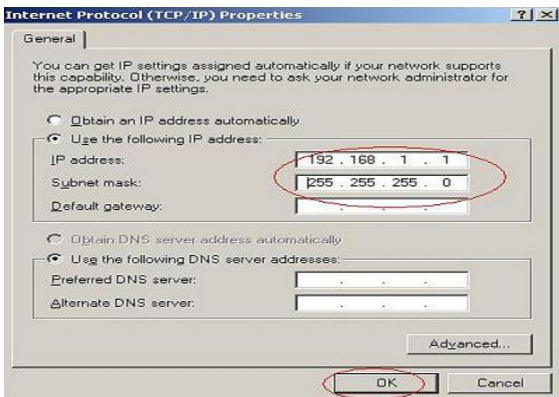 Internet Protocol (TCP/IP) Properties
General
You can get IP settings assigned automatically if your network supports
this capability. Otherwise, you need to ask your network administrator for
the appropriate IP settings.
Obtain an IP address automatically
Use the following IP address:
IP address: 192 . 168 . 1 . 1
Subnet mask: 255 . 255 . 255 . 0
Default gateway: . . .
Obtain DNS server address automatically
Use the following DNS server addresses:
Preferred DNS server: . . .
Alternate DNS server: . . .
Advanced...
OK Cancel